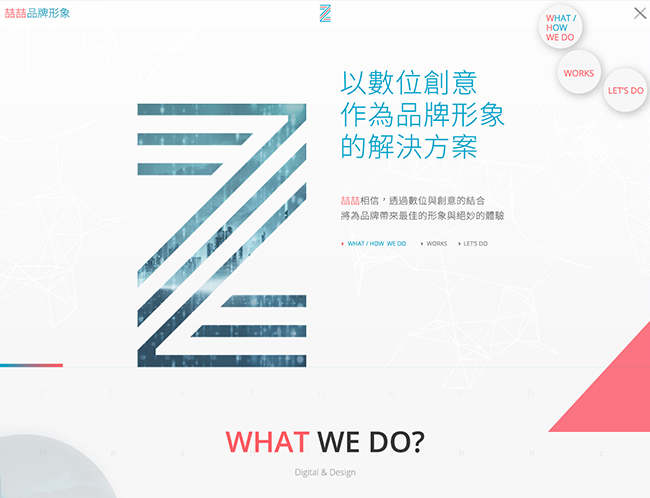 喆喆品牌形象
WHAT /
HOW
WE DO
WORKS
LET'S DO
以數位創意
作為品牌形象
的解決方案
喆喆相信，透過數位與創意的結合
將為品牌帶來最佳的形象與絕妙的體驗
WHAT / HOW WE DO WORKS LET'S DO
WHAT WE DO?
Digital & Design